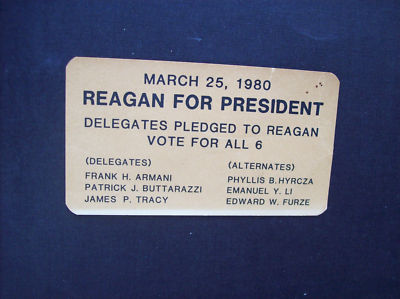 MARCH 25, 1980
REAGAN FOR PRESIDENT
DELEGATES PLEDGED TO REAGAN
VOTE FOR ALL 6
(DELEGATES)
FRANK H. ARMANI
PATRICK J. BUTTARAZZI
JAMES P. TRACY
(ALTERNATES)
PHYLLIS B. HYRCZA
EMANUEL Y. LI
EDWARD W. FURZE